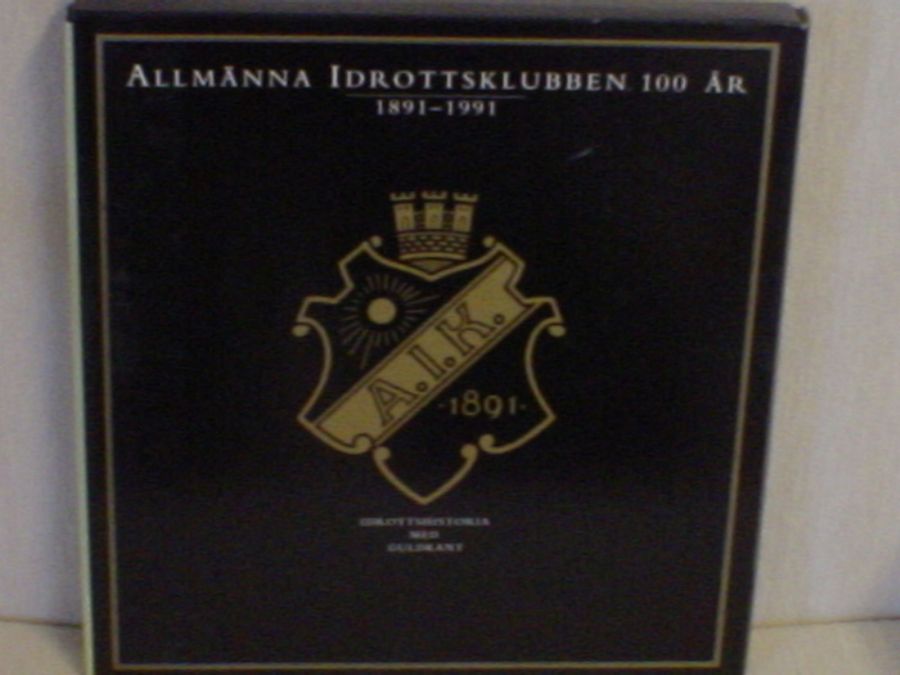 ALLMÄNNA IDROTTSKLUBBEN 100 ÅR
1891–1991
A.I.K.
·1891·
IDROTTSHISTORIA
MED
GULDKANT